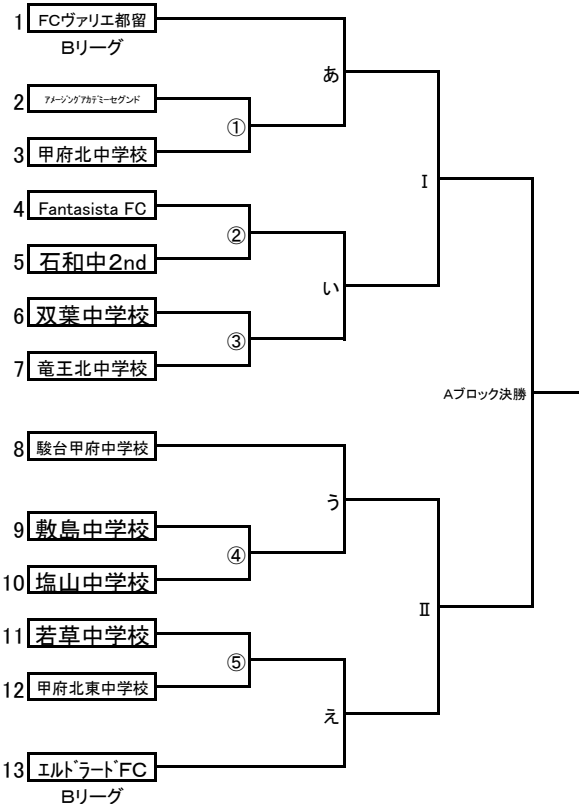 1 FCヴァリエ都留
Bリーグ
あ
2 ｱﾒｰｼﾞﾝｸﾞｱｶﾃﾞﾐｰセグンド
①
3 甲府北中学校
Ⅰ
4 Fantasista FC
②
5 石和中2nd
い
6 双葉中学校
③
7 竜王北中学校
Aブロック決勝
8 駿台甲府中学校
う
9 敷島中学校
④
10 塩山中学校
Ⅱ
11 若草中学校
⑤
12 甲府北東中学校
え
13 ｴﾙﾄﾞﾗｰﾄﾞFC
Bリーグ